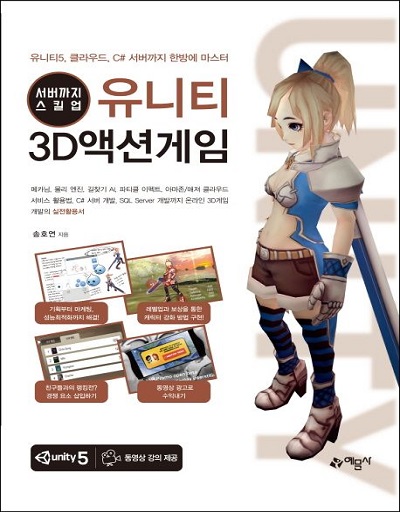 유니티5, 클라우드, C# 서버까지 한방에 마스터
서버까지
스킬업
유니티
3D액션게임
메카님, 물리 엔진, 길찾기 AI, 파티클 이펙트, 아마존/애저 클라우드
서비스 활용법, C# 서버 개발, SQL Server 개발까지 온라인 3D게임
개발의 실전활용서
송호연 지음
기획부터 마케팅,
성능최적화까지 해결!
레벨업과 보상을 통한
캐릭터 강화 방법 구현!
친구들과의 랭킹전?
경쟁 요소 삽입하기
동영상 광고로
수익내기
unity 5
동영상 강의 제공
예문사
UNITY